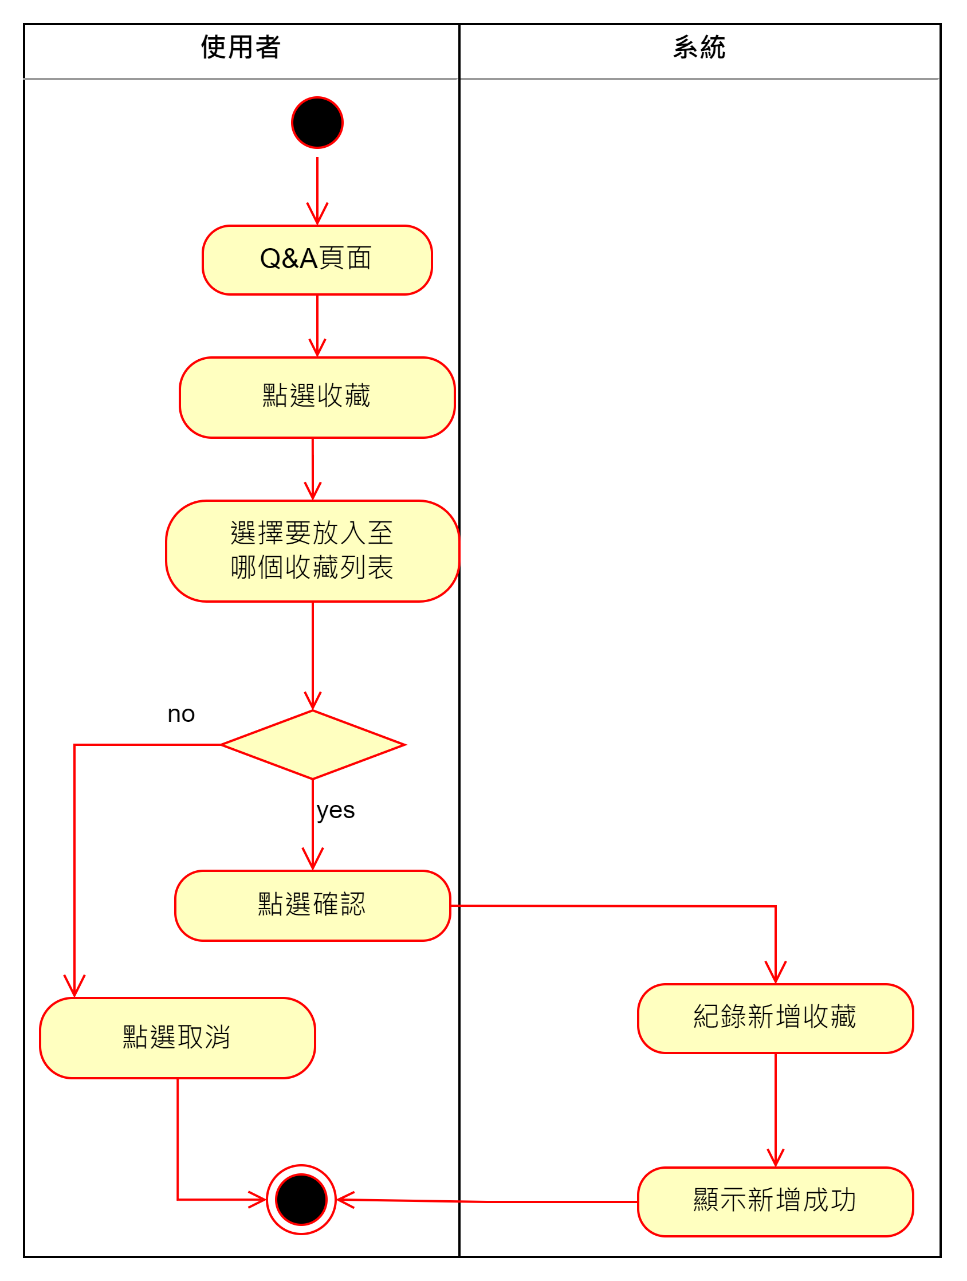 使用者
系統
Q&A頁面
點選收藏
選擇要放入至
哪個收藏列表
no
yes
點選確認
紀錄新增收藏
點選取消
顯示新增成功